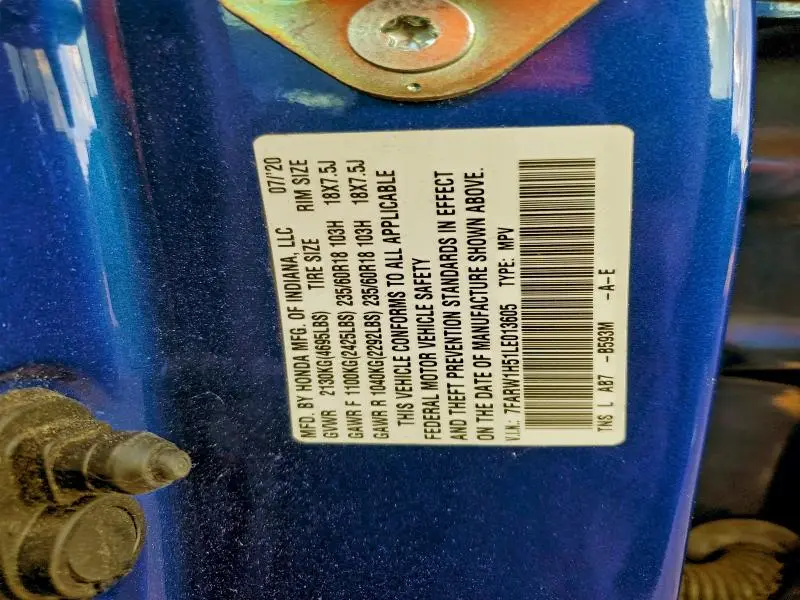 MFD. BY HONDA MFG. OF INDIANA, LLC 07/'20
GVWR 2130KG(4695LBS) TIRE SIZE RIM SIZE
GAWR F 1100KG(2425LBS) 235/60R18 103H 18X7.5J
GAWR R 1040KG(2292LBS) 235/60R18 103H 18X7.5J
THIS VEHICLE CONFORMS TO ALL APPLICABLE
FEDERAL MOTOR VEHICLE SAFETY
AND THEFT PREVENTION STANDARDS IN EFFECT
ON THE DATE OF MANUFACTURE SHOWN ABOVE.
V.I.N.: 7FARW1H51LE013605 TYPE: MPV
TNS L A87 -B593M -A-E